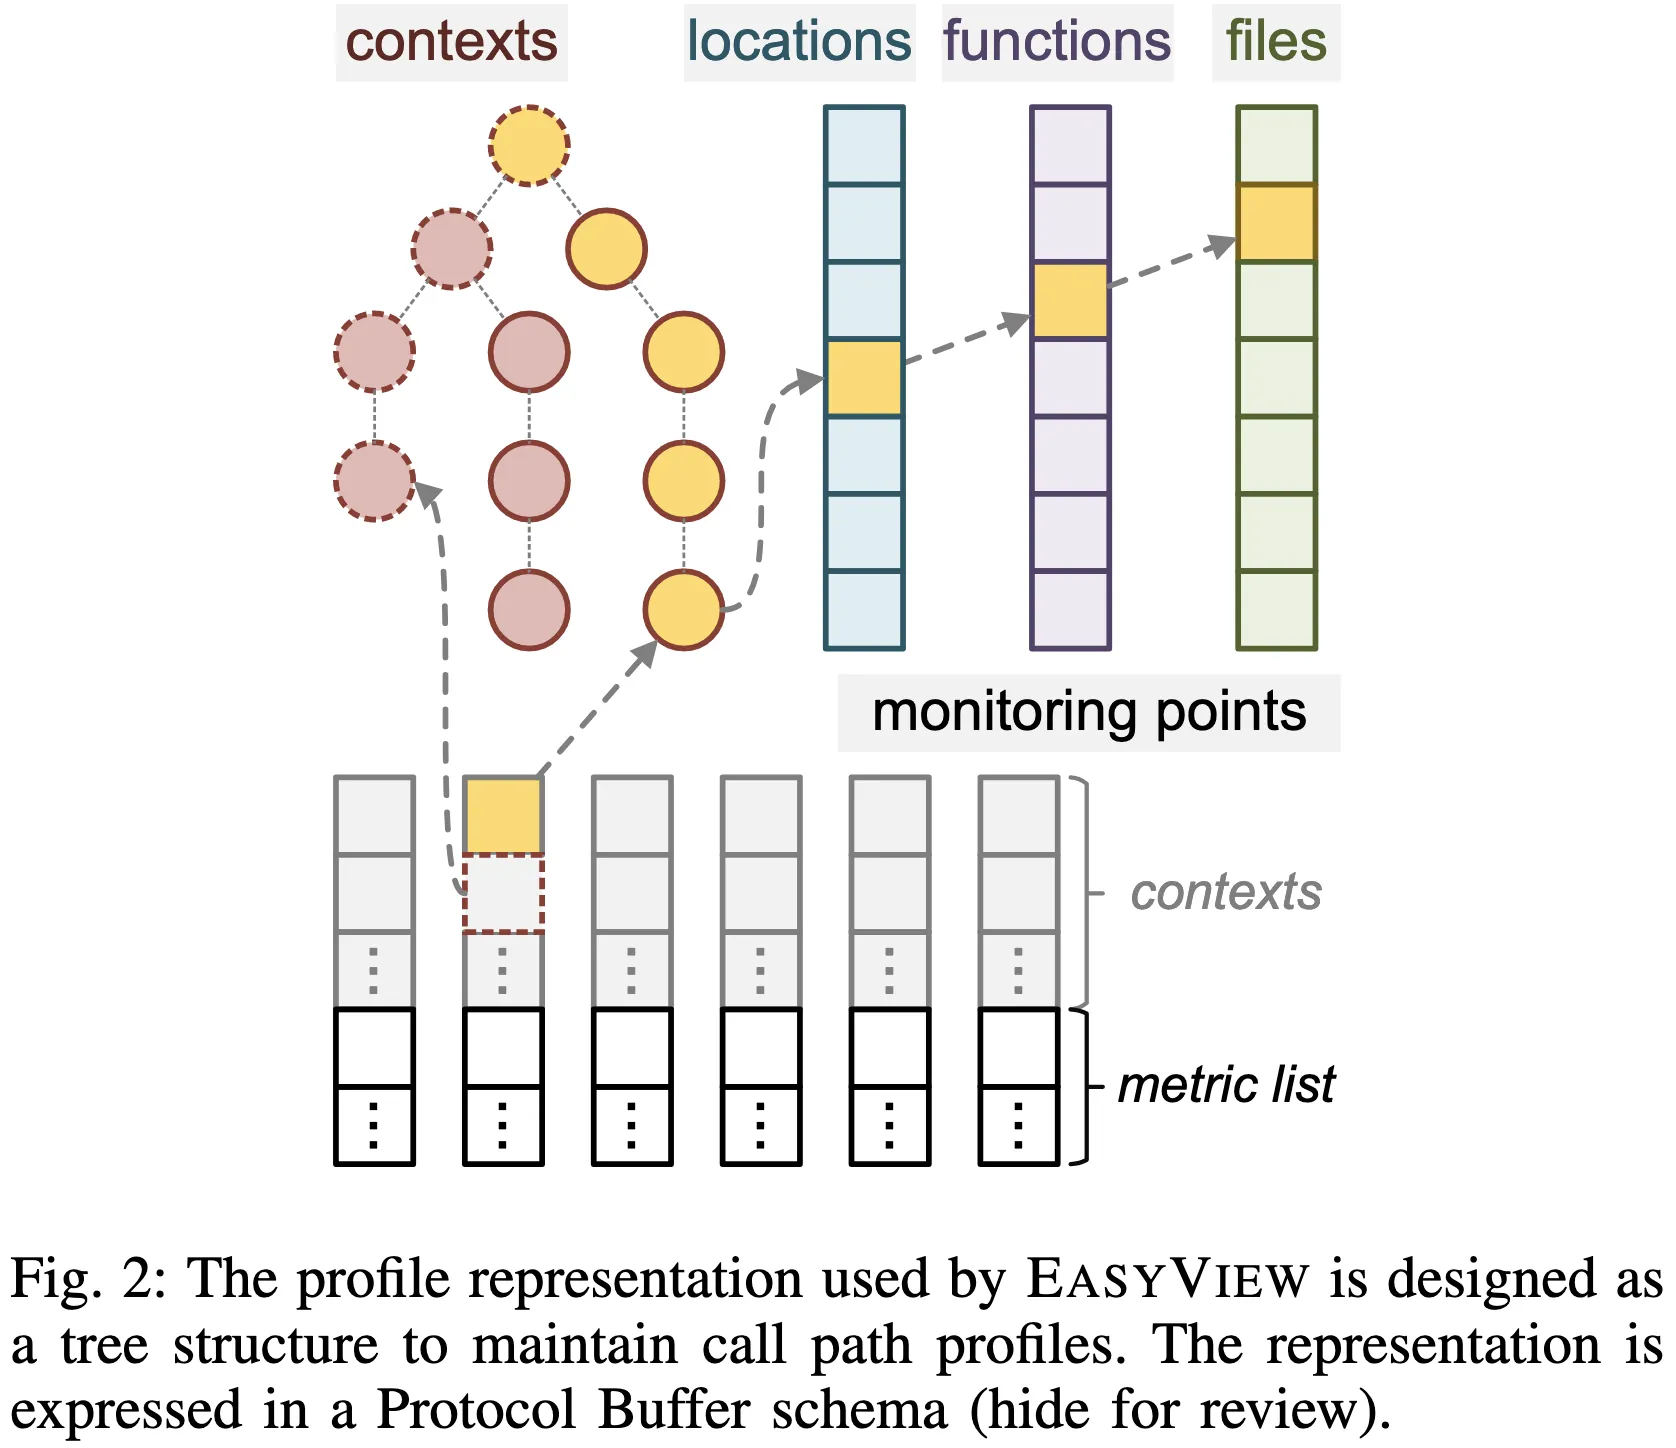 contexts
locations
functions
files
monitoring points
contexts
metric list
Fig. 2: The profile representation used by EASYVIEW is designed as
a tree structure to maintain call path profiles. The representation is
expressed in a Protocol Buffer schema (hide for review).